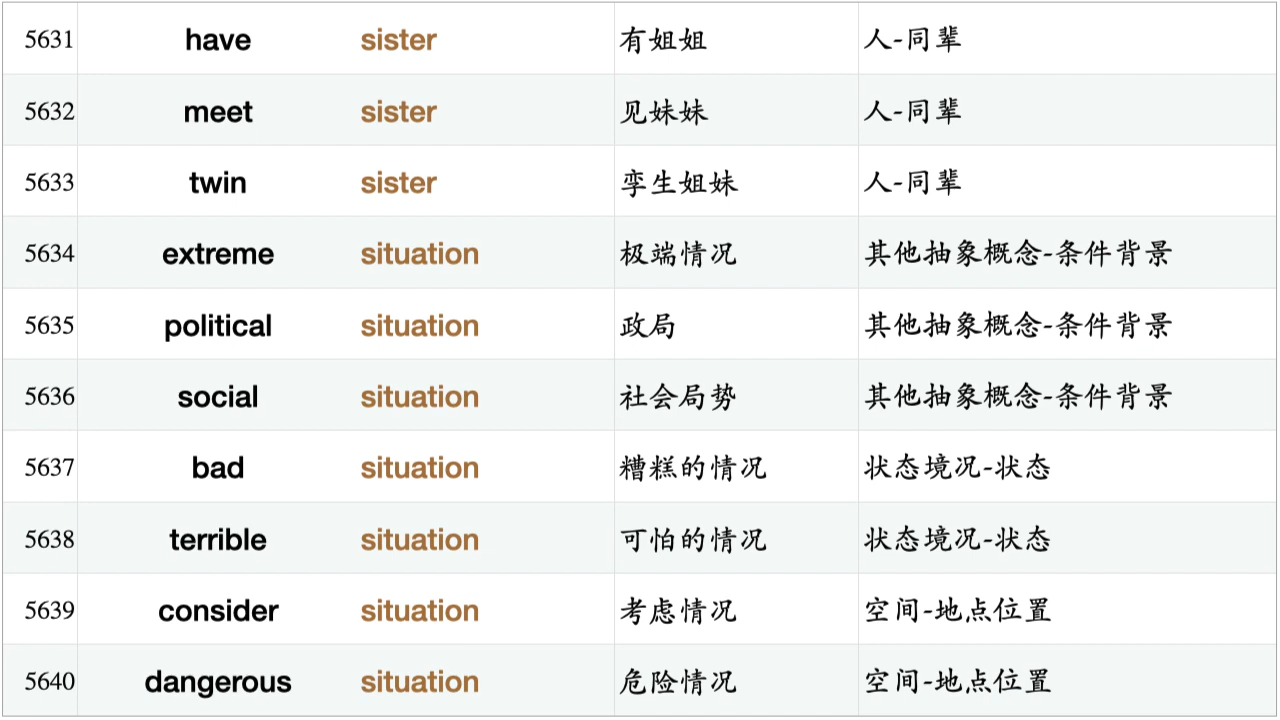 5631 have sister 有姐姐 人-同辈
5632 meet sister 见妹妹 人-同辈
5633 twin sister 孪生姐妹 人-同辈
5634 extreme situation 极端情况 其他抽象概念-条件背景
5635 political situation 政局 其他抽象概念-条件背景
5636 social situation 社会局势 其他抽象概念-条件背景
5637 bad situation 糟糕的情况 状态境况-状态
5638 terrible situation 可怕的情况 状态境况-状态
5639 consider situation 考虑情况 空间-地点位置
5640 dangerous situation 危险情况 空间-地点位置